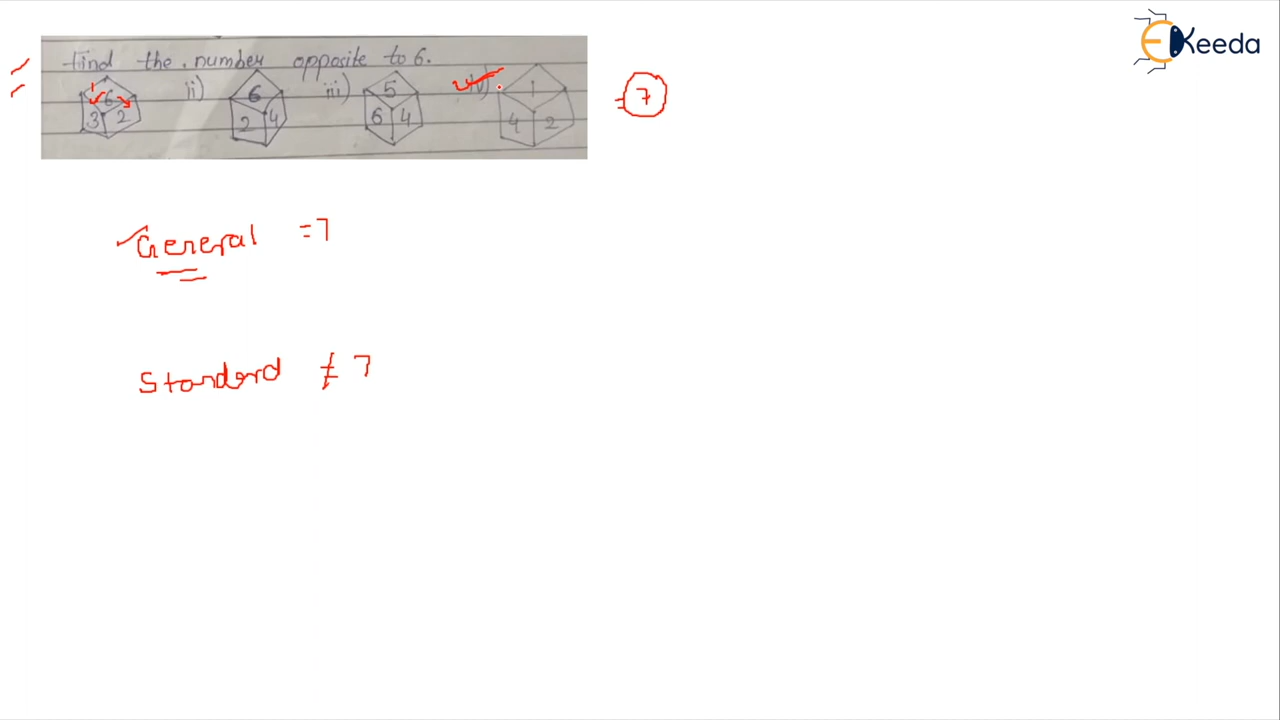 Find the number opposite to 6.
6 3 2
ii) 6 2 4
iii) 5 6 4
iv) 1 4 2
= 7
General = 7
Standard ≠ 7
Keeda